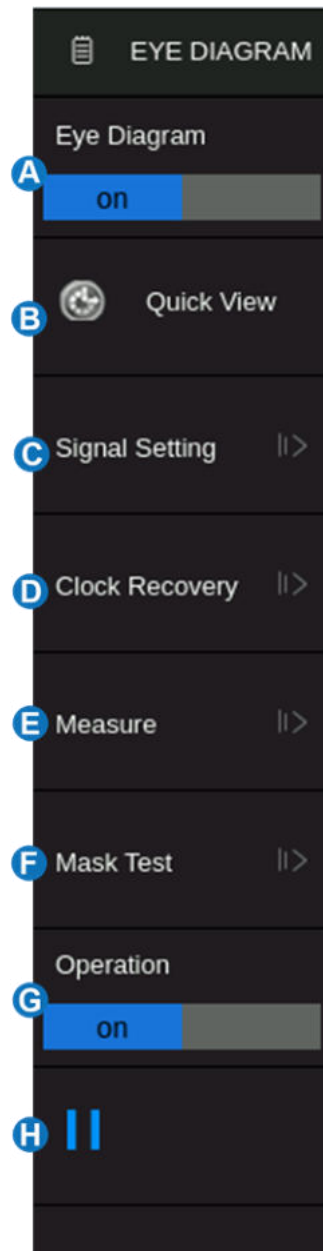 EYE DIAGRAM
Eye Diagram
A
on
B
Quick View
C
Signal Setting
D
Clock Recovery
E
Measure
F
Mask Test
Operation
G
on
H